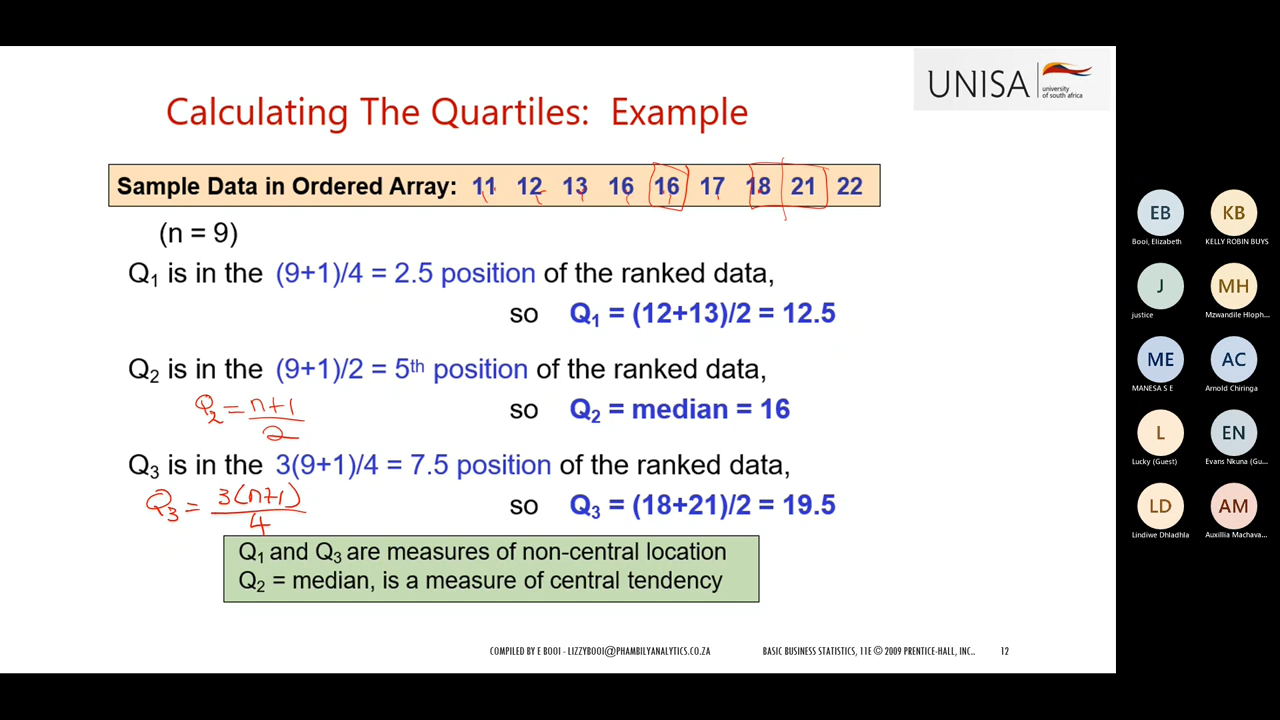 UNISA
university
of south africa
Calculating The Quartiles: Example
Sample Data in Ordered Array: 11 12 13 16 16 17 18 21 22
(n = 9)
Q1 is in the (9+1)/4 = 2.5 position of the ranked data,
so Q1 = (12+13)/2 = 12.5
Q2 is in the (9+1)/2 = 5th position of the ranked data,
Q2 = n+1/2
so Q2 = median = 16
Q3 is in the 3(9+1)/4 = 7.5 position of the ranked data,
Q3 = 3(n+1)/4
so Q3 = (18+21)/2 = 19.5
Q1 and Q3 are measures of non-central location
Q2 = median, is a measure of central tendency
COMPILED BY E BOOI - LIZZYBOOI@PHAMBILYANALYTICS.CO.ZA
BASIC BUSINESS STATISTICS, 11E © 2009 PRENTICE-HALL, INC..
12
EB
Booi, Elizabeth
KB
KELLY ROBIN BUYS
J
justice
MH
Mzwandile Hloph...
ME
MANESA S E
AC
Arnold Chiringa
L
Lucky (Guest)
EN
Evans Nkuna (Gu...
LD
Lindiwe Dhladhla
AM
Auxillia Machava...